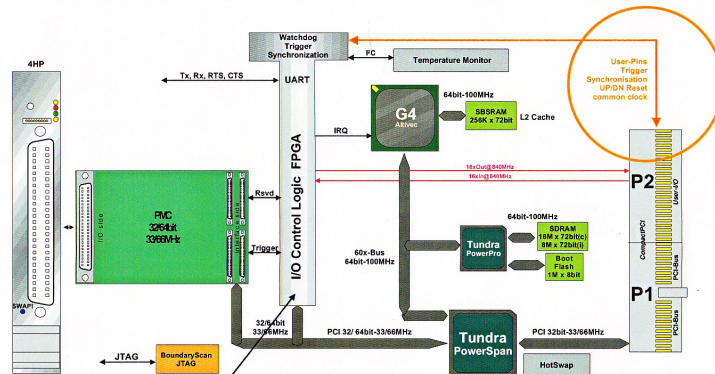 Watchdog
Trigger
Synchronization
I²C
Temperature Monitor
User-Pins
Trigger
Synchronisation
UP/DN Reset
common clock
4HP
Tx, Rx, RTS, CTS
UART
64bit-100MHz
G4
Altivec
SBSRAM
256K x 72bit
L2 Cache
IRQ
I/O Control Logic FPGA
16xOut@840MHz
16xIn@840MHz
P2
User-I/O
CompactPCI
I/O side
PMC
32/64bit
33/66MHz
Rsvd
Trigger
64bit-100MHz
60x-Bus
64bit-100MHz
Tundra
PowerPro
SDRAM
16M x 72bit(c)
8M x 72bit(i)
Boot
Flash
1M x 8bit
PCI-Bus
P1
PCI-Bus
SWAP!
32/64bit
33/66MHz
PCI 32/ 64bit-33/66MHz
Tundra
PowerSpan
PCI 32bit-33/66MHz
JTAG
BoundaryScan
JTAG
HotSwap